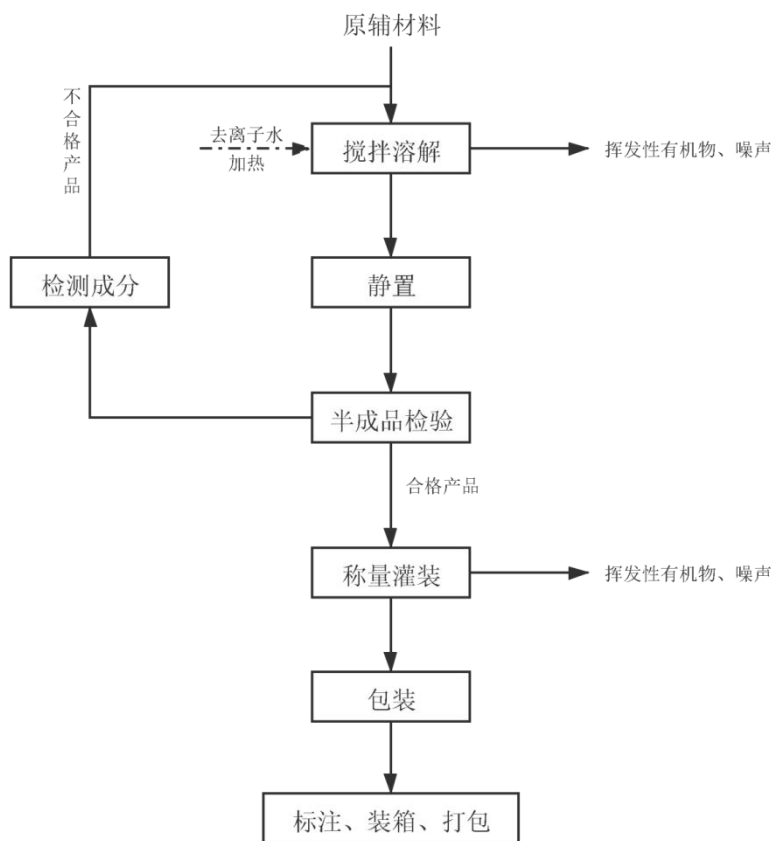 原辅材料
不合格产品
去离子水
加热
搅拌溶解
挥发性有机物、噪声
检测成分
静置
半成品检验
合格产品
称量灌装
挥发性有机物、噪声
包装
标注、装箱、打包